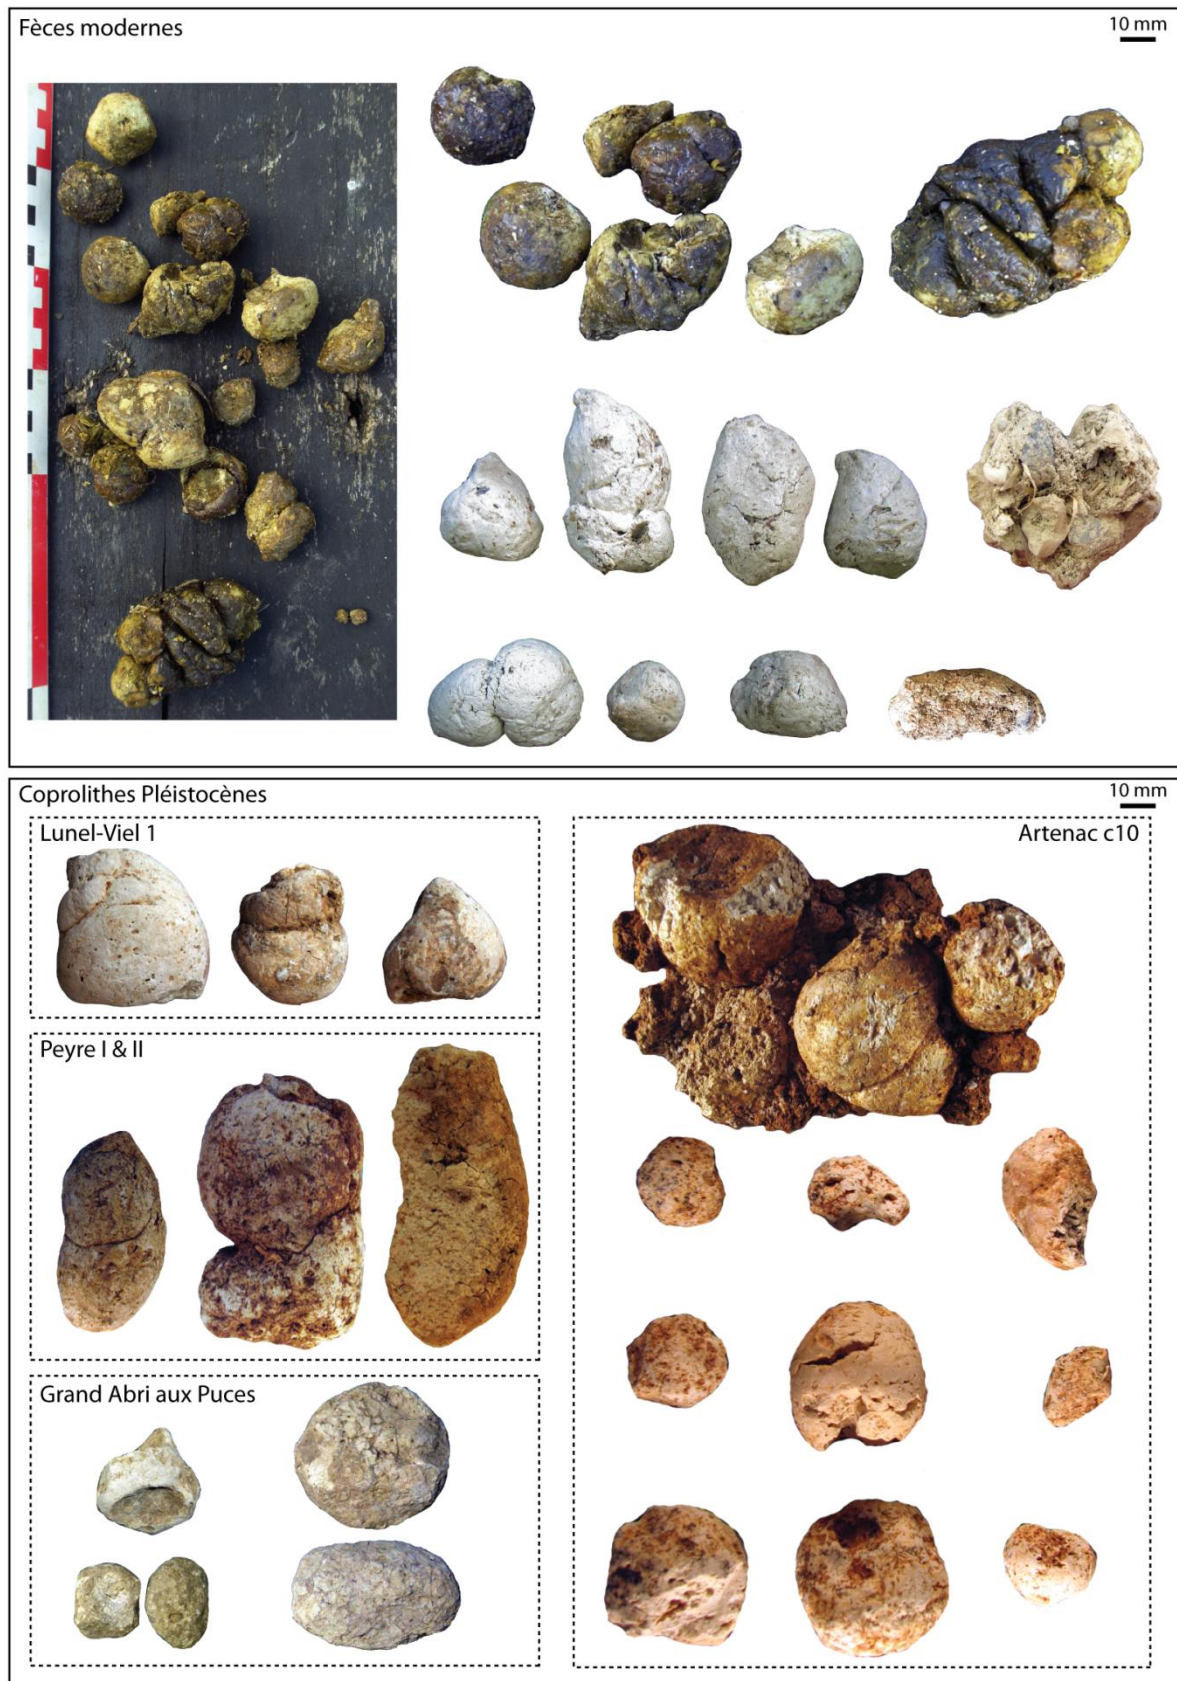 Fèces modernes
10 mm
Coprolithes Pléistocènes
10 mm
Lunel-Viel 1
Artenac c10
Peyre I & II
Grand Abri aux Puces